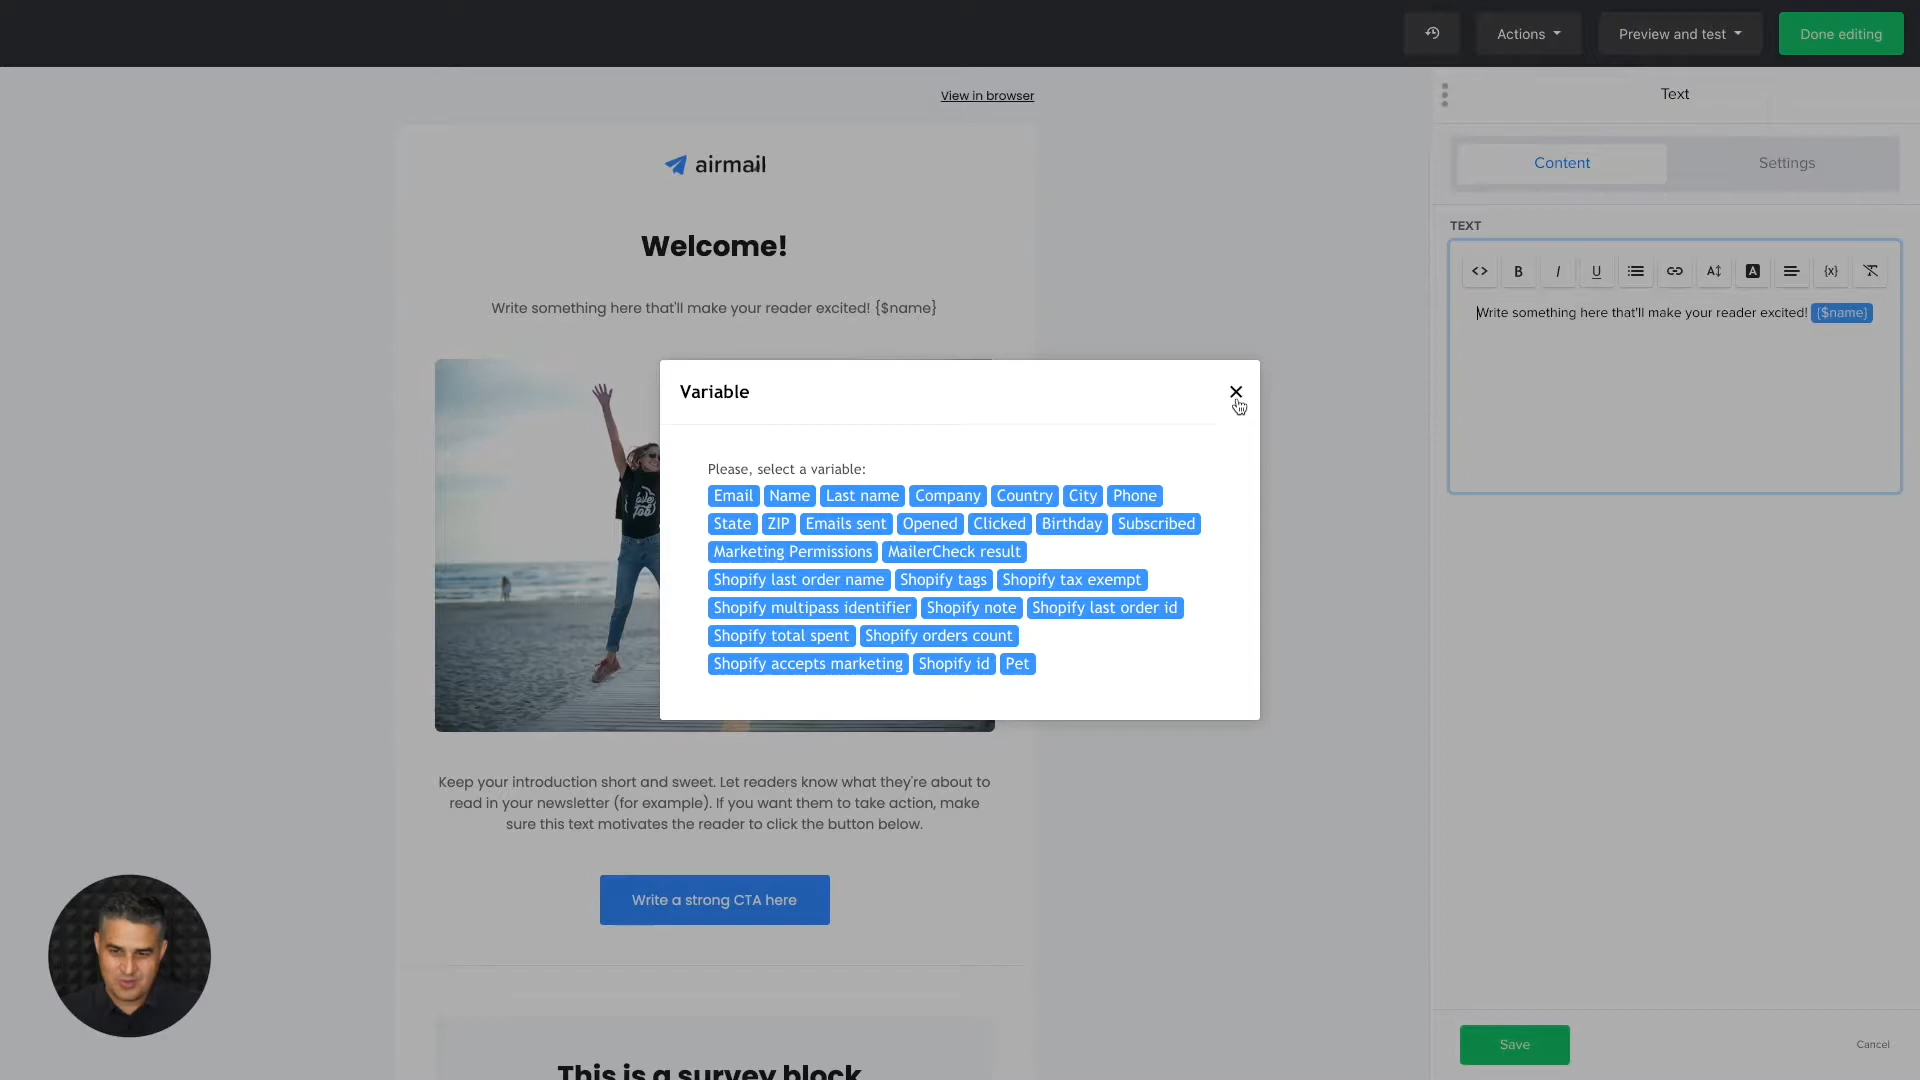 Actions
Preview and test
Done editing
View in browser
Text
airmail
Content
Settings
Welcome!
TEXT
B I U A A {x}
Write something here that'll make your reader excited! {$name}
Write something here that'll make your reader excited! {$name}
Variable
Please, select a variable:
Email Name Last name Company Country City Phone
State ZIP Emails sent Opened Clicked Birthday Subscribed
Marketing Permissions MailerCheck result
Shopify last order name Shopify tags Shopify tax exempt
Shopify multipass identifier Shopify note Shopify last order id
Shopify total spent Shopify orders count
Shopify accepts marketing Shopify id Pet
Keep your introduction short and sweet. Let readers know what they're about to
read in your newsletter (for example). If you want them to take action, make
sure this text motivates the reader to click the button below.
Write a strong CTA here
Save
Cancel
This is a survey block